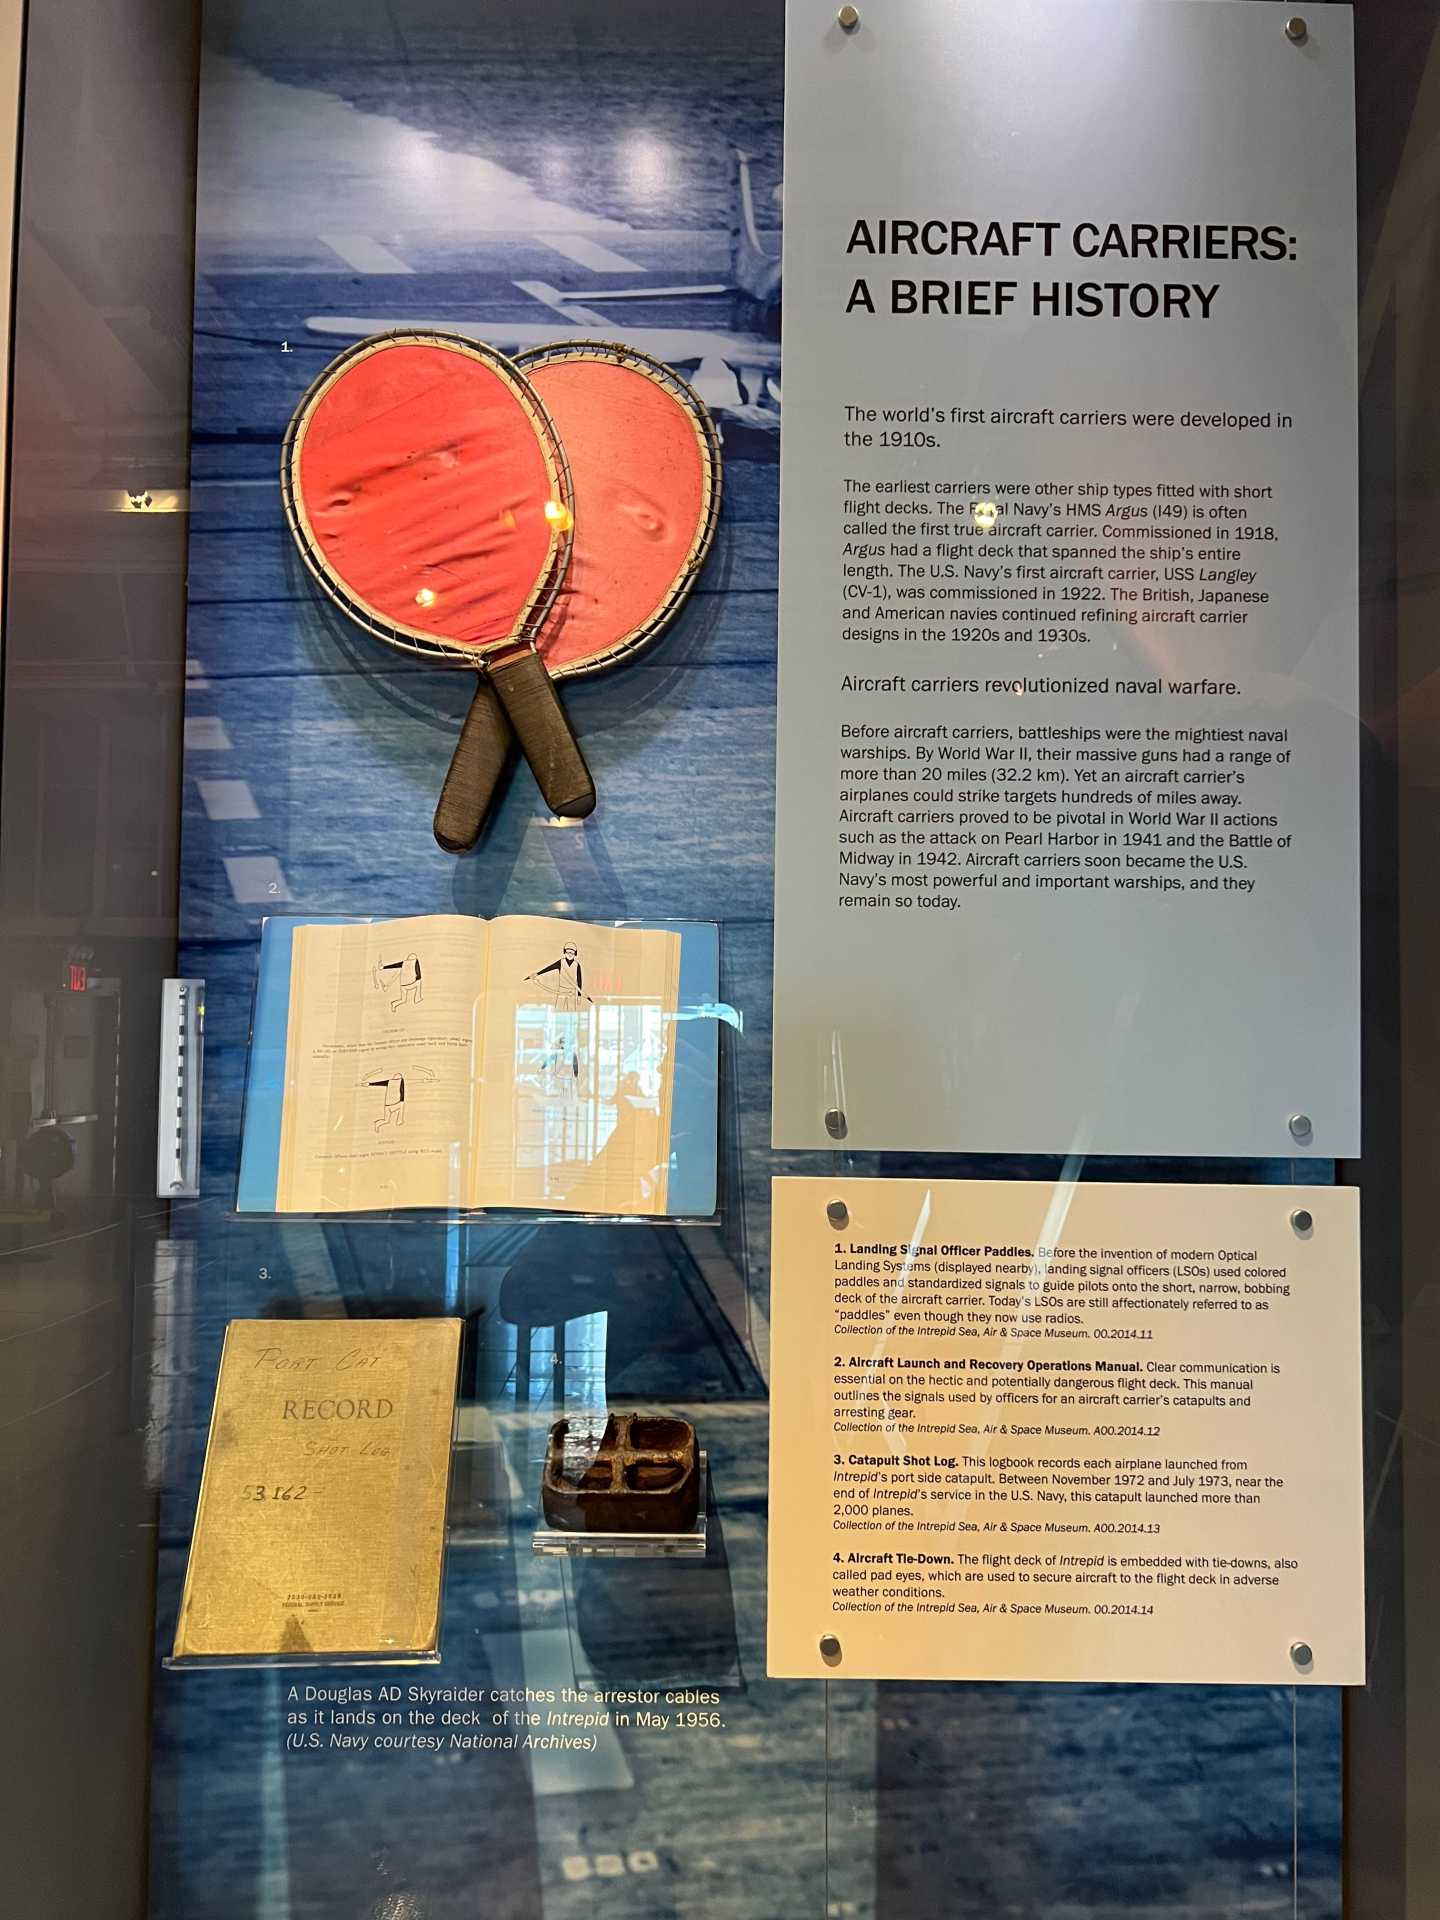 AIRCRAFT CARRIERS:
A BRIEF HISTORY
The world's first aircraft carriers were developed in
the 1910s.
The earliest carriers were other ship types fitted with short
flight decks. The Royal Navy's HMS Argus (I49) is often
called the first true aircraft carrier. Commissioned in 1918,
Argus had a flight deck that spanned the ship's entire
length. The U.S. Navy's first aircraft carrier, USS Langley
(CV-1), was commissioned in 1922. The British, Japanese
and American navies continued refining aircraft carrier
designs in the 1920s and 1930s.
Aircraft carriers revolutionized naval warfare.
Before aircraft carriers, battleships were the mightiest naval
warships. By World War II, their massive guns had a range of
more than 20 miles (32.2 km). Yet an aircraft carrier's
airplanes could strike targets hundreds of miles away.
Aircraft carriers proved to be pivotal in World War II actions
such as the attack on Pearl Harbor in 1941 and the Battle of
Midway in 1942. Aircraft carriers soon became the U.S.
Navy's most powerful and important warships, and they
remain so today.
1.
2.
3.
PORT CAT
RECORD
SHOT LOG
53162-
FEDERAL SUPPLY SERVICE
4.
1. Landing Signal Officer Paddles. Before the invention of modern Optical
Landing Systems (displayed nearby), landing signal officers (LSOs) used colored
paddles and standardized signals to guide pilots onto the short, narrow, bobbing
deck of the aircraft carrier. Today's LSOs are still affectionately referred to as
"paddles" even though they now use radios.
Collection of the Intrepid Sea, Air & Space Museum. 00.2014.11
2. Aircraft Launch and Recovery Operations Manual. Clear communication is
essential on the hectic and potentially dangerous flight deck. This manual
outlines the signals used by officers for an aircraft carrier's catapults and
arresting gear.
Collection of the Intrepid Sea, Air & Space Museum. A00.2014.12
3. Catapult Shot Log. This logbook records each airplane launched from
Intrepid's port side catapult. Between November 1972 and July 1973, near the
end of Intrepid's service in the U.S. Navy, this catapult launched more than
2,000 planes.
Collection of the Intrepid Sea, Air & Space Museum. A00.2014.13
4. Aircraft Tie-Down. The flight deck of Intrepid is embedded with tie-downs, also
called pad eyes, which are used to secure aircraft to the flight deck in adverse
weather conditions.
Collection of the Intrepid Sea, Air & Space Museum. 00.2014.14
A Douglas AD Skyraider catches the arrestor cables
as it lands on the deck of the Intrepid in May 1956.
(U.S. Navy courtesy National Archives)